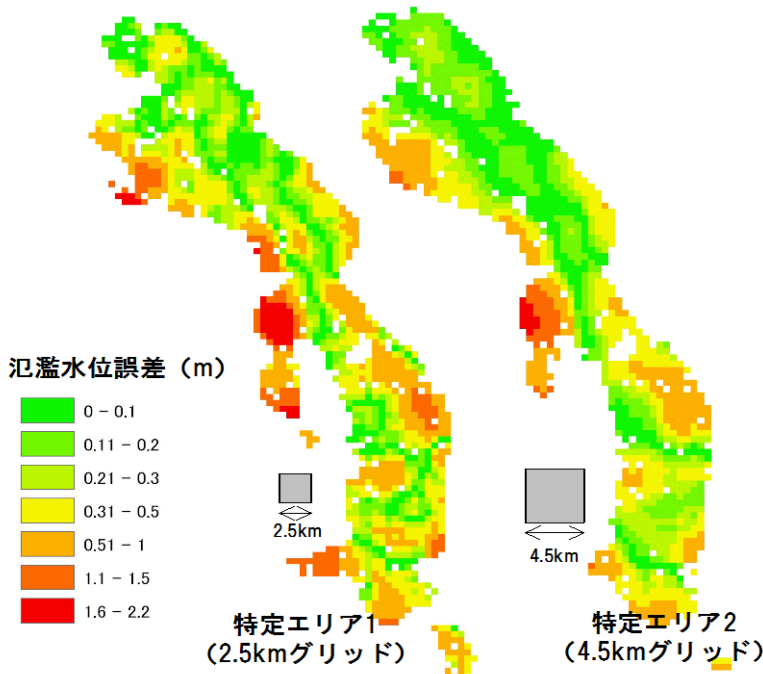 氾濫水位誤差（m）
0 - 0.1
0.11 - 0.2
0.21 - 0.3
0.31 - 0.5
0.51 - 1
1.1 - 1.5
1.6 - 2.2
2.5km
4.5km
特定エリア1
（2.5kmグリッド）
特定エリア2
（4.5kmグリッド）